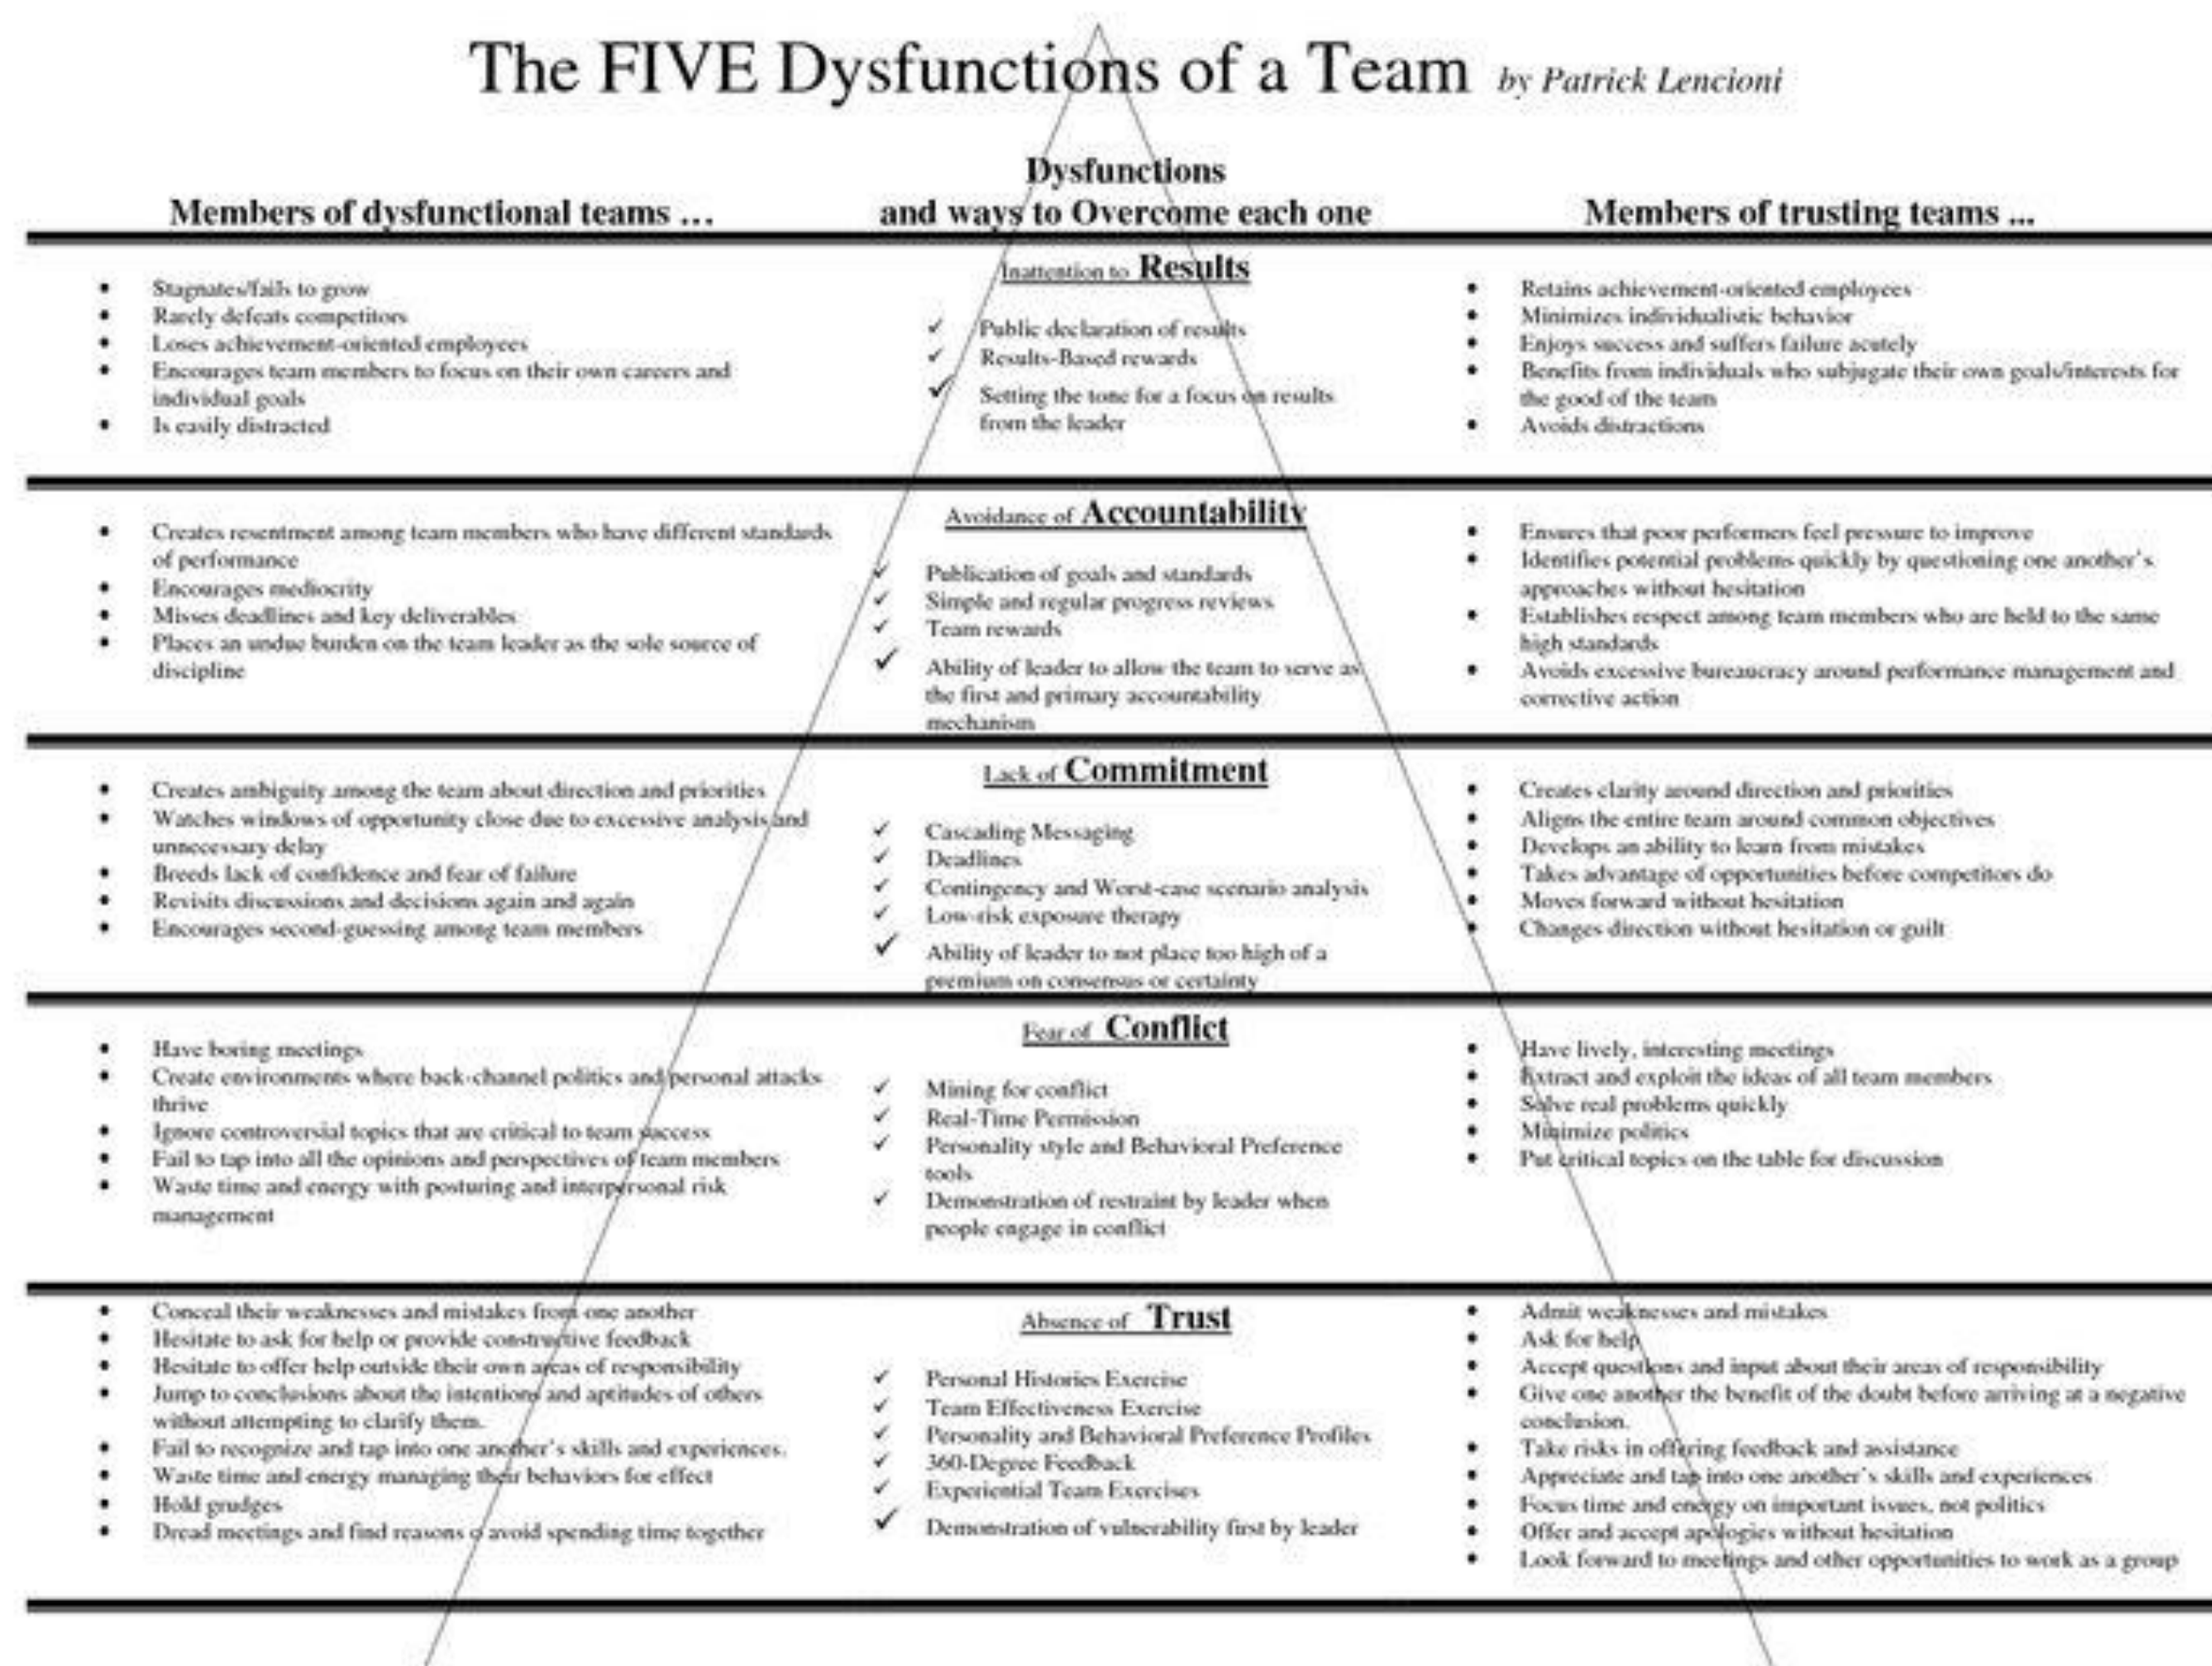 The FIVE Dysfunctions of a Team by Patrick Lencioni
Members of dysfunctional teams …
Dysfunctions
and ways to Overcome each one
Members of trusting teams ...
Stagnates/fails to grow
Rarely defeats competitors
Loses achievement-oriented employees
Encourages team members to focus on their own careers and
individual goals
Is easily distracted
Inattention to Results
Public declaration of results
Results-Based rewards
Setting the tone for a focus on results
from the leader
Retains achievement-oriented employees
Minimizes individualistic behavior
Enjoys success and suffers failure acutely
Benefits from individuals who subjugate their own goals/interests for
the good of the team
Avoids distractions
Creates resentment among team members who have different standards
of performance
Encourages mediocrity
Misses deadlines and key deliverables
Places an undue burden on the team leader as the sole source of
discipline
Avoidance of Accountability
Publication of goals and standards
Simple and regular progress reviews
Team rewards
Ability of leader to allow the team to serve as
the first and primary accountability
mechanism
Ensures that poor performers feel pressure to improve
Identifies potential problems quickly by questioning one another's
approaches without hesitation
Establishes respect among team members who are held to the same
high standards
Avoids excessive bureaucracy around performance management and
corrective action
Creates ambiguity among the team about direction and priorities
Watches windows of opportunity close due to excessive analysis and
unnecessary delay
Breeds lack of confidence and fear of failure
Revisits discussions and decisions again and again
Encourages second-guessing among team members
Lack of Commitment
Cascading Messaging
Deadlines
Contingency and Worst-case scenario analysis
Low-risk exposure therapy
Ability of leader to not place too high of a
premium on consensus or certainty
Creates clarity around direction and priorities
Aligns the entire team around common objectives
Develops an ability to learn from mistakes
Takes advantage of opportunities before competitors do
Moves forward without hesitation
Changes direction without hesitation or guilt
Have boring meetings
Create environments where back-channel politics and personal attacks
thrive
Ignore controversial topics that are critical to team success
Fail to tap into all the opinions and perspectives of team members
Waste time and energy with posturing and interpersonal risk
management
Fear of Conflict
Mining for conflict
Real-Time Permission
Personality style and Behavioral Preference
tools
Demonstration of restraint by leader when
people engage in conflict
Have lively, interesting meetings
Extract and exploit the ideas of all team members
Solve real problems quickly
Minimize politics
Put critical topics on the table for discussion
Conceal their weaknesses and mistakes from one another
Hesitate to ask for help or provide constructive feedback
Hesitate to offer help outside their own areas of responsibility
Jump to conclusions about the intentions and aptitudes of others
without attempting to clarify them.
Fail to recognize and tap into one another's skills and experiences.
Waste time and energy managing their behaviors for effect
Hold grudges
Dread meetings and find reasons o avoid spending time together
Absence of Trust
Personal Histories Exercise
Team Effectiveness Exercise
Personality and Behavioral Preference Profiles
360-Degree Feedback
Experiential Team Exercises
Demonstration of vulnerability first by leader
Admit weaknesses and mistakes
Ask for help
Accept questions and input about their areas of responsibility
Give one another the benefit of the doubt before arriving at a negative
conclusion.
Take risks in offering feedback and assistance
Appreciate and tap into one another's skills and experiences
Focus time and energy on important issues, not politics
Offer and accept apologies without hesitation
Look forward to meetings and other opportunities to work as a group